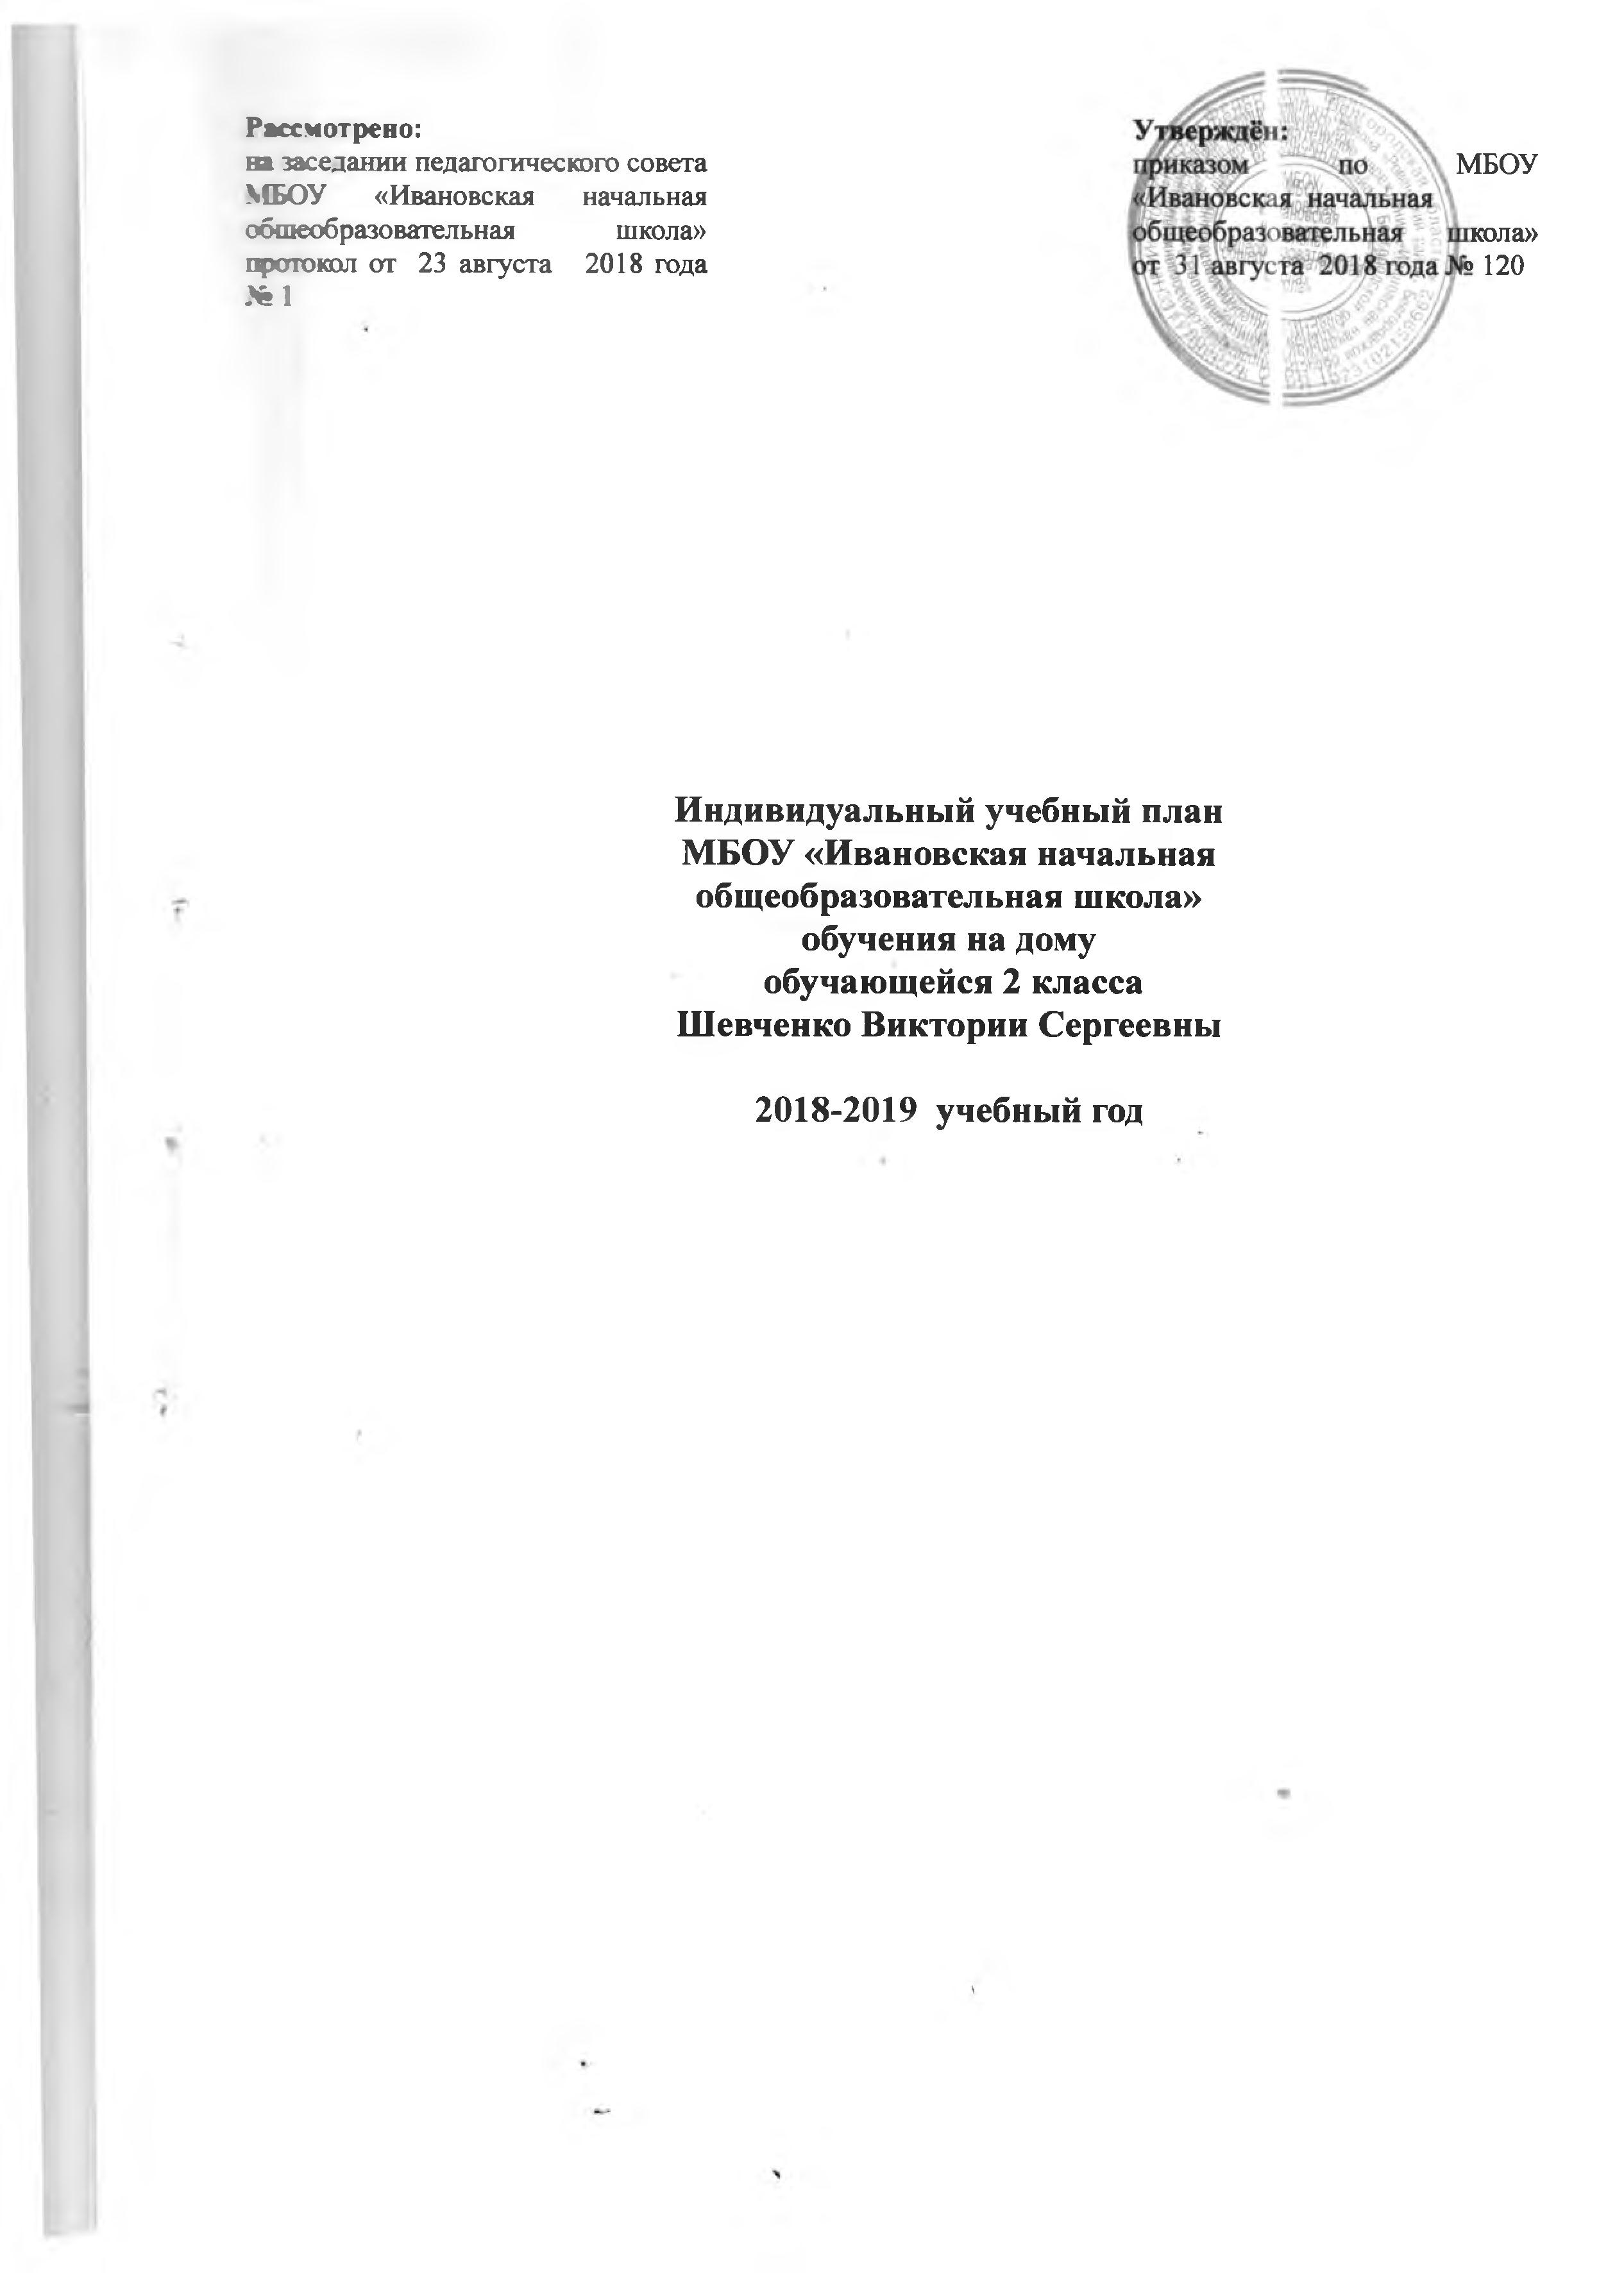 Рассмотрено:
на заседании педагогического совета
МБОУ «Ивановская начальная
общеобразовательная школа»
протокол от 23 августа 2018 года
№ 1
Утверждён:
приказом по МБОУ
«Ивановская начальная
общеобразовательная школа»
от 31 августа 2018 года № 120
Индивидуальный учебный план
МБОУ «Ивановская начальная
общеобразовательная школа»
обучения на дому
обучающейся 2 класса
Шевченко Виктории Сергеевны
2018-2019 учебный год